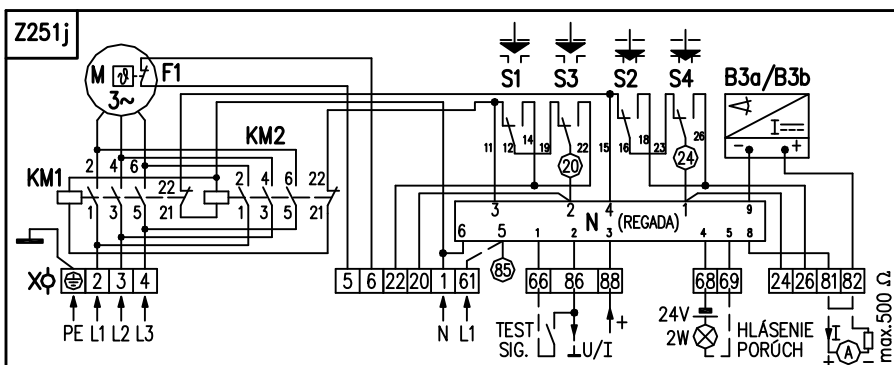 Z251j
M ϑ F1
3~
S1 S3 S2 S4 B3a/B3b
I
- +
KM2
KM1
2 4 6 22
1 3 5 21
2 4 6 22
1 3 5 21
11 12 14 19 22 15 16 18 23 26
20 24
3 2 4 1 9
N (REGADA)
6 5 1 2 3 4 5 8
85
X 2 3 4 5 6 22 20 1 61 66 86 88 68 69 24 26 81 82
PE L1 L2 L3 N L1
TEST
SIG.
U/I
+
24V
2W
HLÁSENIE
PORÚCH
I
+ A -
max.500 Ω